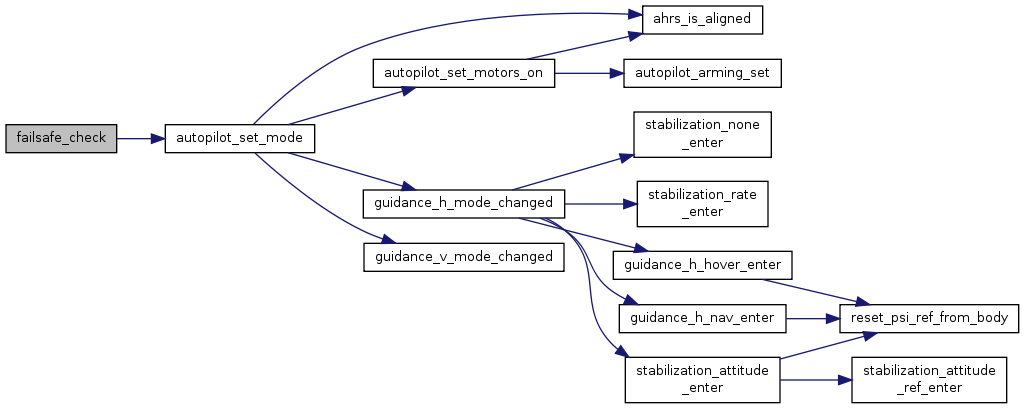 failsafe_check
autopilot_set_mode
ahrs_is_aligned
autopilot_set_motors_on
autopilot_arming_set
guidance_h_mode_changed
stabilization_none
_enter
stabilization_rate
_enter
guidance_v_mode_changed
guidance_h_hover_enter
guidance_h_nav_enter
reset_psi_ref_from_body
stabilization_attitude
_enter
stabilization_attitude
_ref_enter